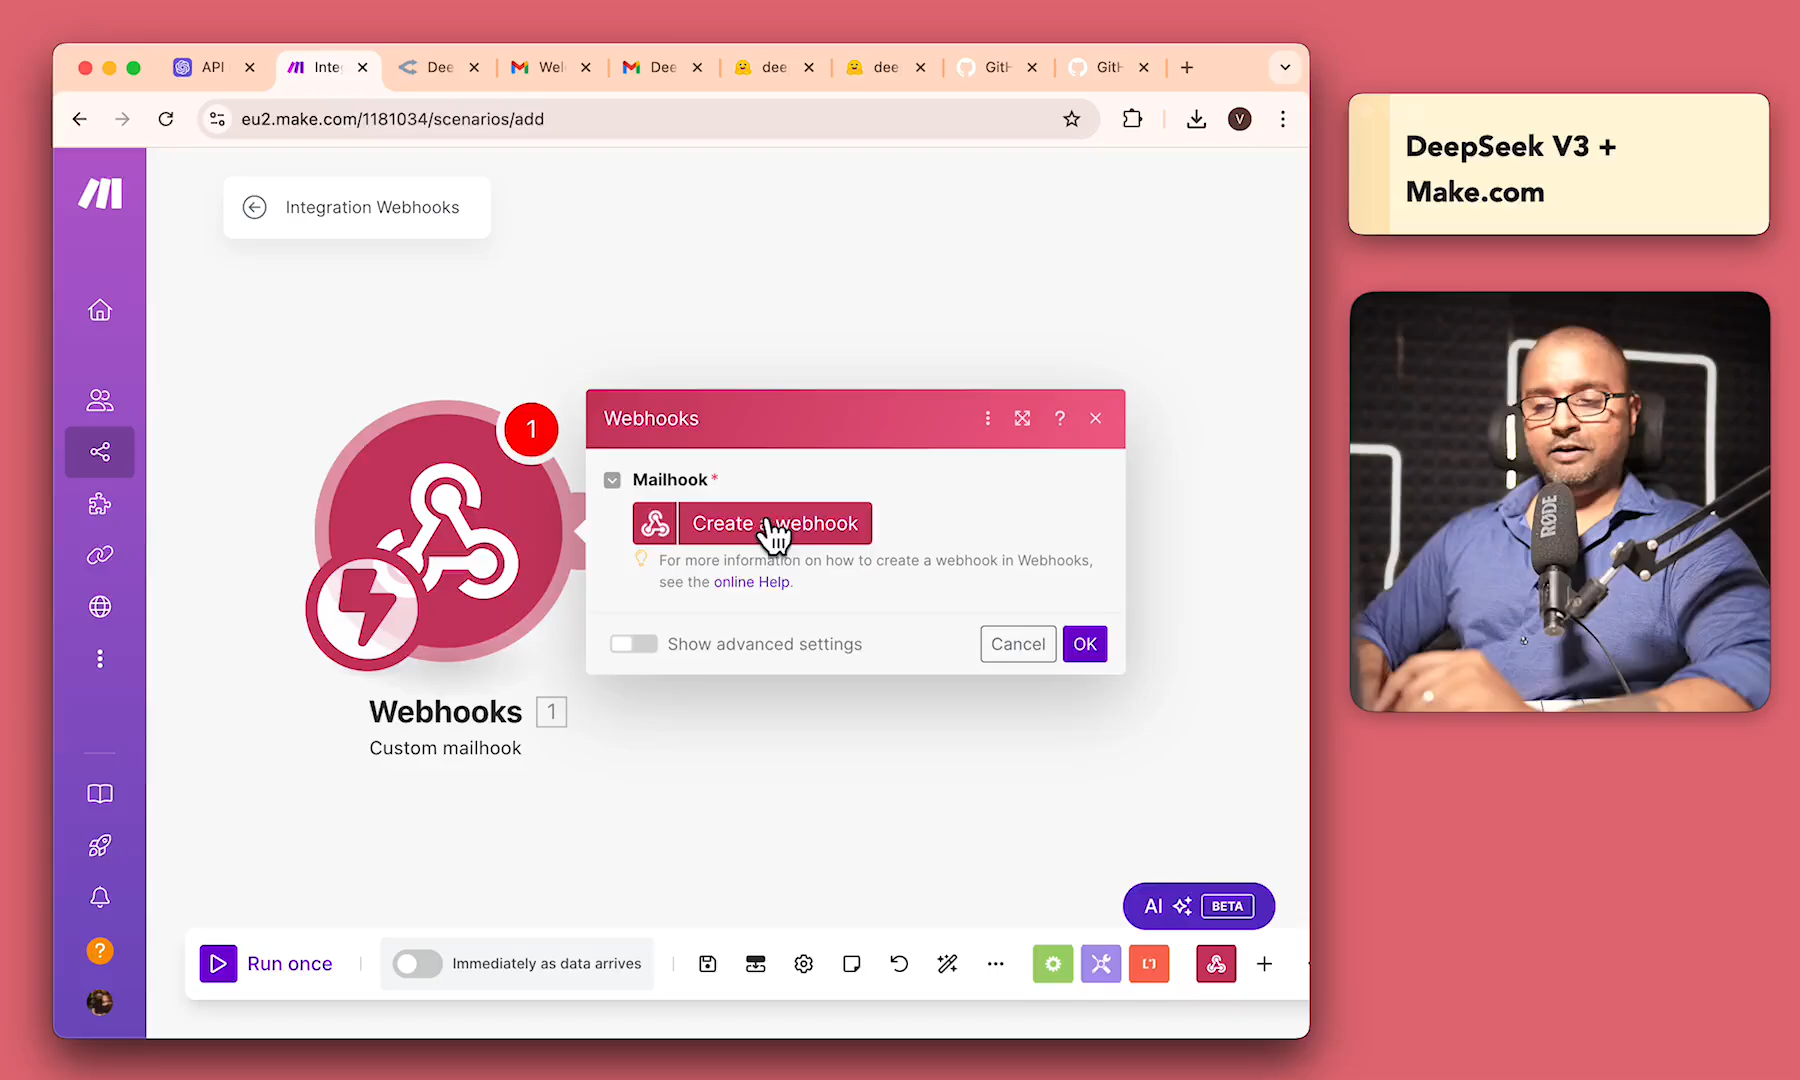 API
Inte
Dee
Wel
Dee
dee
dee
GitH
GitH
eu2.make.com/1181034/scenarios/add
V
DeepSeek V3 +
Make.com
Integration Webhooks
1
Webhooks
?
Mailhook *
Create a webhook
For more information on how to create a webhook in Webhooks,
see the online Help.
Show advanced settings
Cancel
OK
Webhooks 1
Custom mailhook
RØDE
AI BETA
?
Run once
Immediately as data arrives